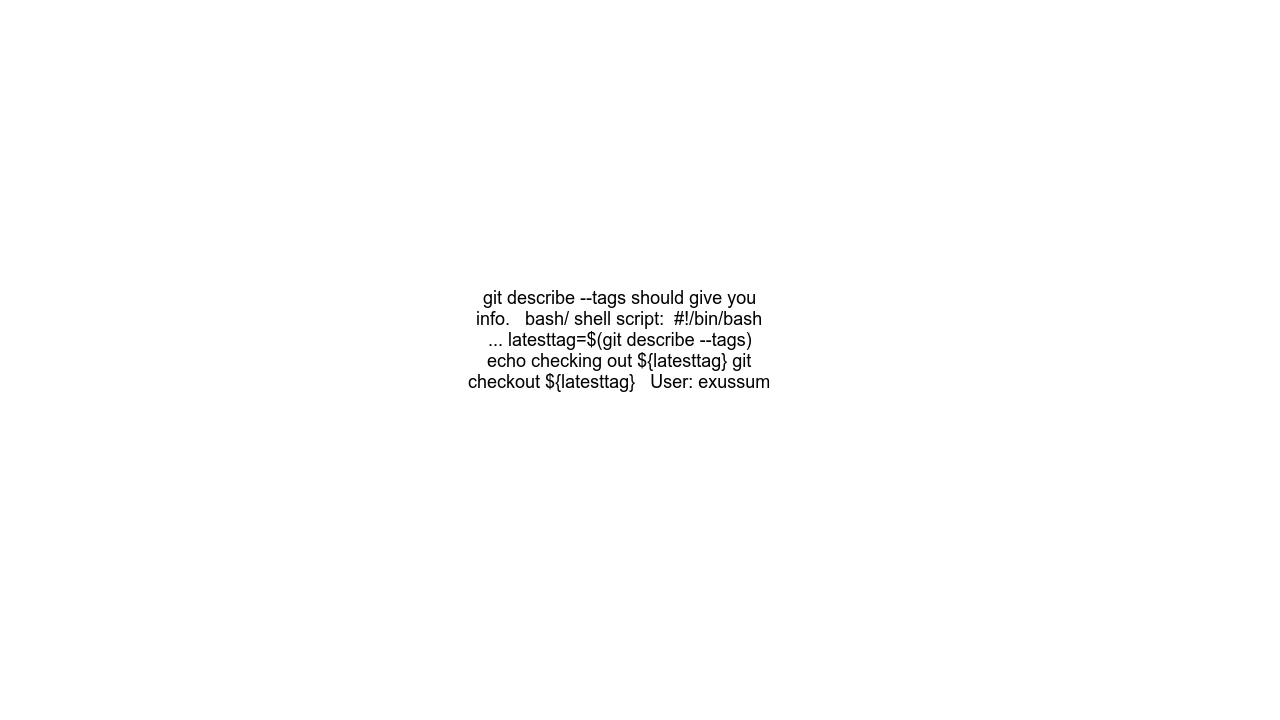 git describe --tags should give you
info.   bash/ shell script:  #!/bin/bash
... latesttag=$(git describe --tags)
echo checking out ${latesttag} git
checkout ${latesttag}   User: exussum